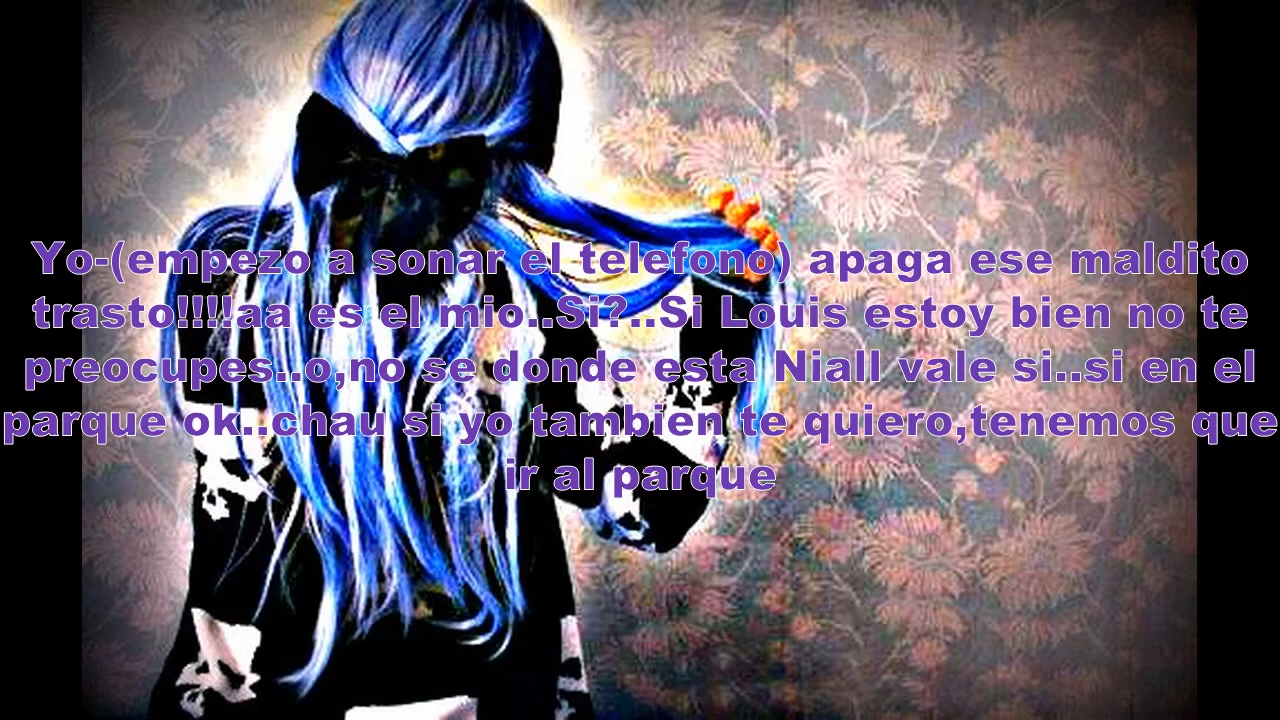 Yo-(empezo a sonar el telefono) apaga ese maldito
trasto!!!!aa es el mio..Si?..Si Louis estoy bien no te
preocupes..o,no se donde esta Niall vale si..si en el
parque ok..chau si yo tambien te quiero,tenemos que
ir al parque